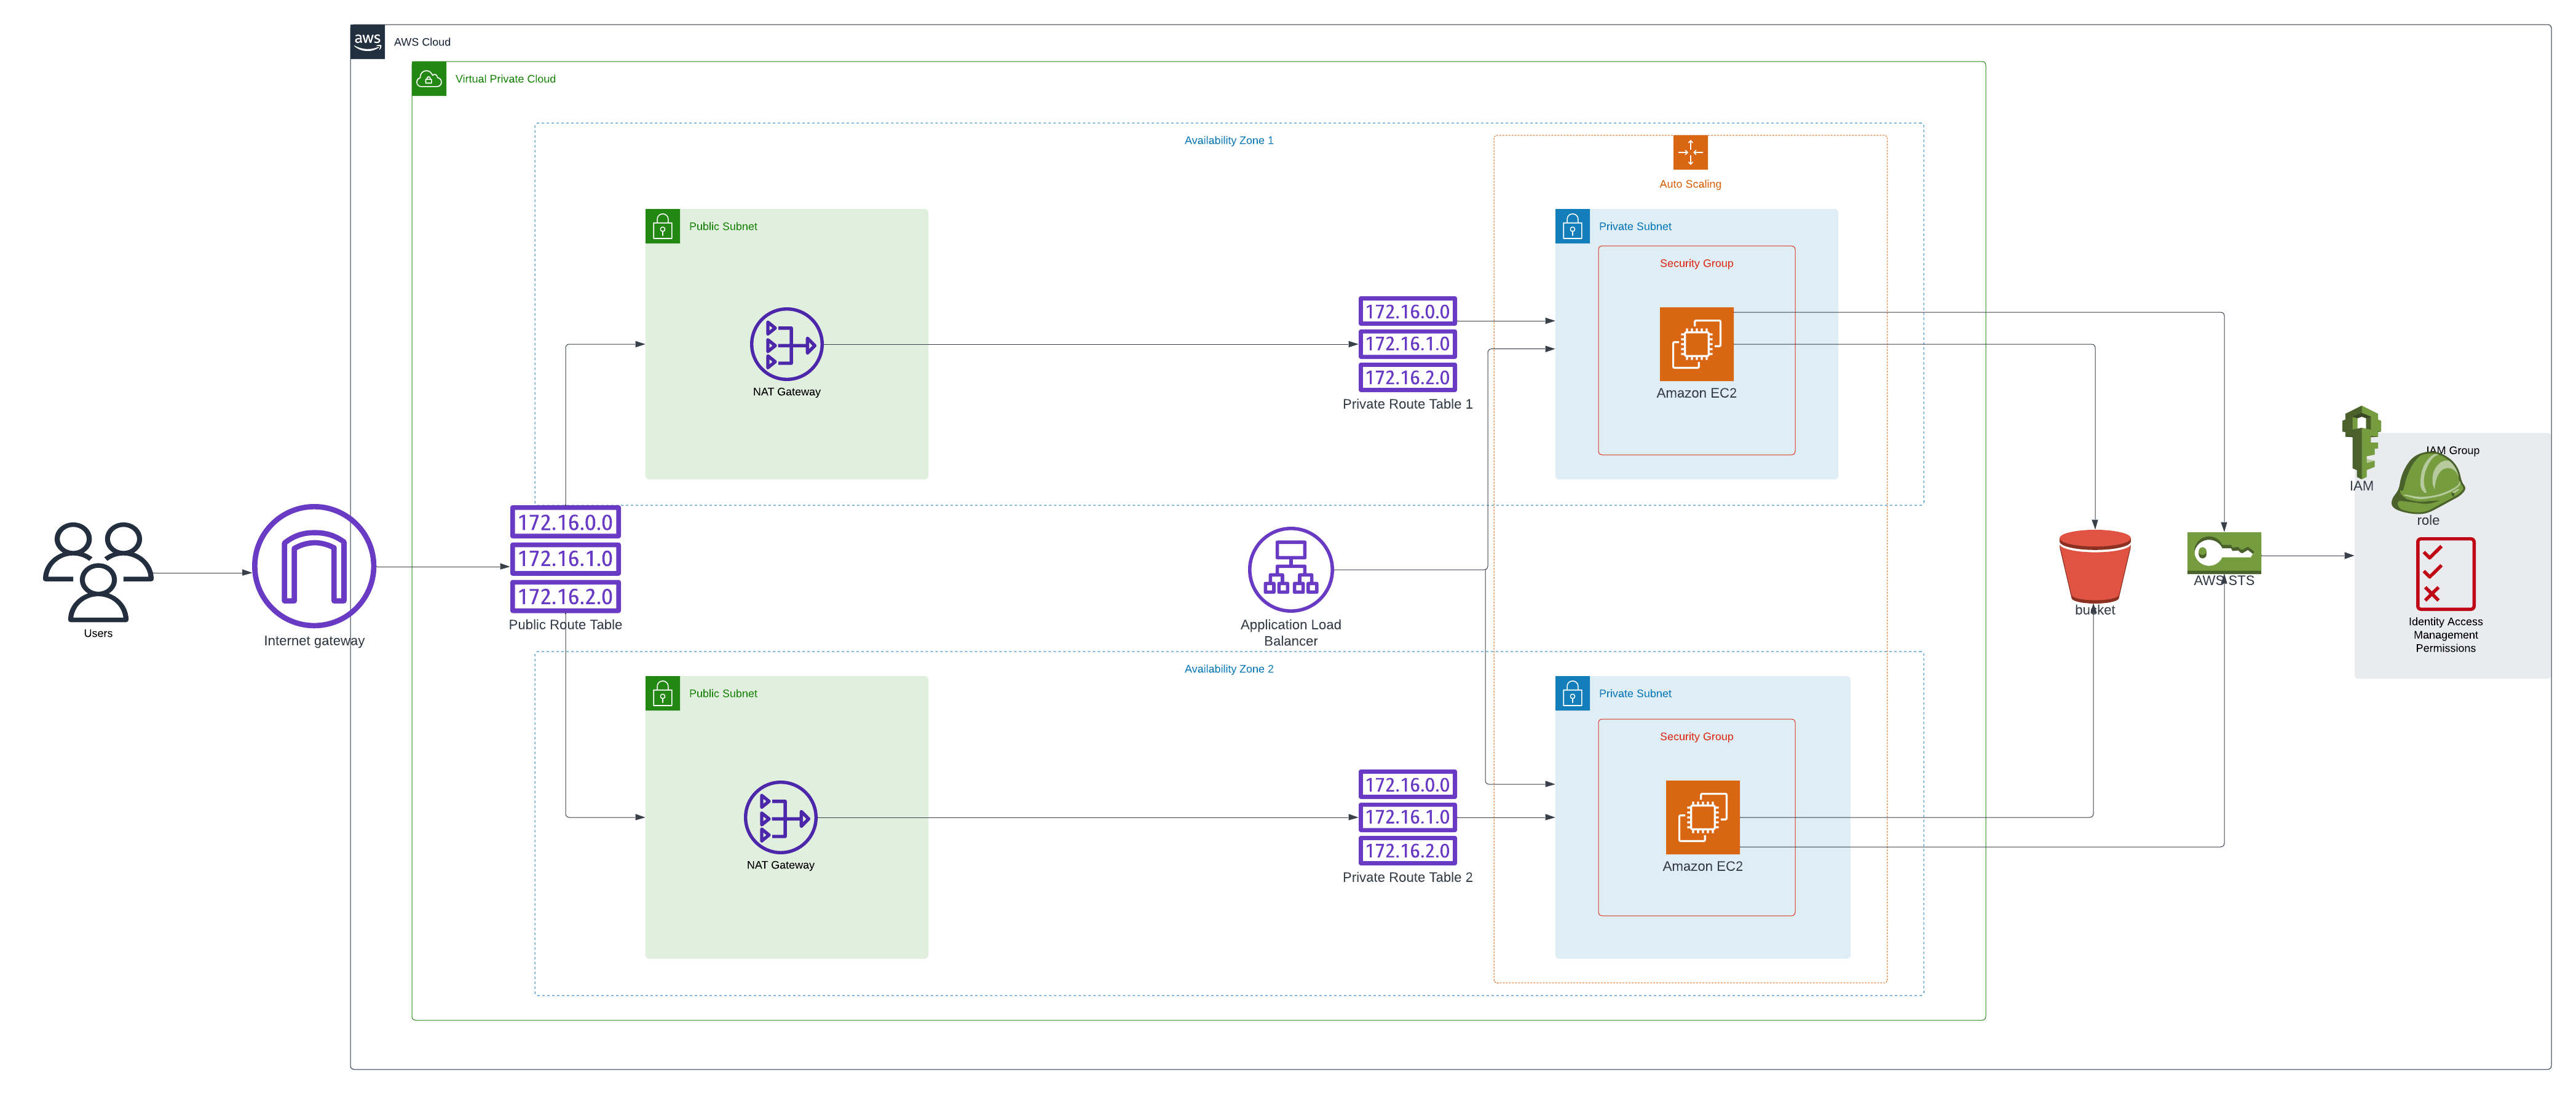 aws
AWS Cloud
Virtual Private Cloud
Availability Zone 1
Auto Scaling
Public Subnet
Private Subnet
Security Group
172.16.0.0
172.16.1.0
172.16.2.0
NAT Gateway
Private Route Table 1
Amazon EC2
IAM Group
IAM
role
172.16.0.0
172.16.1.0
172.16.2.0
Public Route Table
Users
Internet gateway
Application Load
Balancer
bucket
AWS STS
Identity Access
Management
Permissions
Availability Zone 2
Public Subnet
Private Subnet
Security Group
172.16.0.0
172.16.1.0
172.16.2.0
NAT Gateway
Private Route Table 2
Amazon EC2